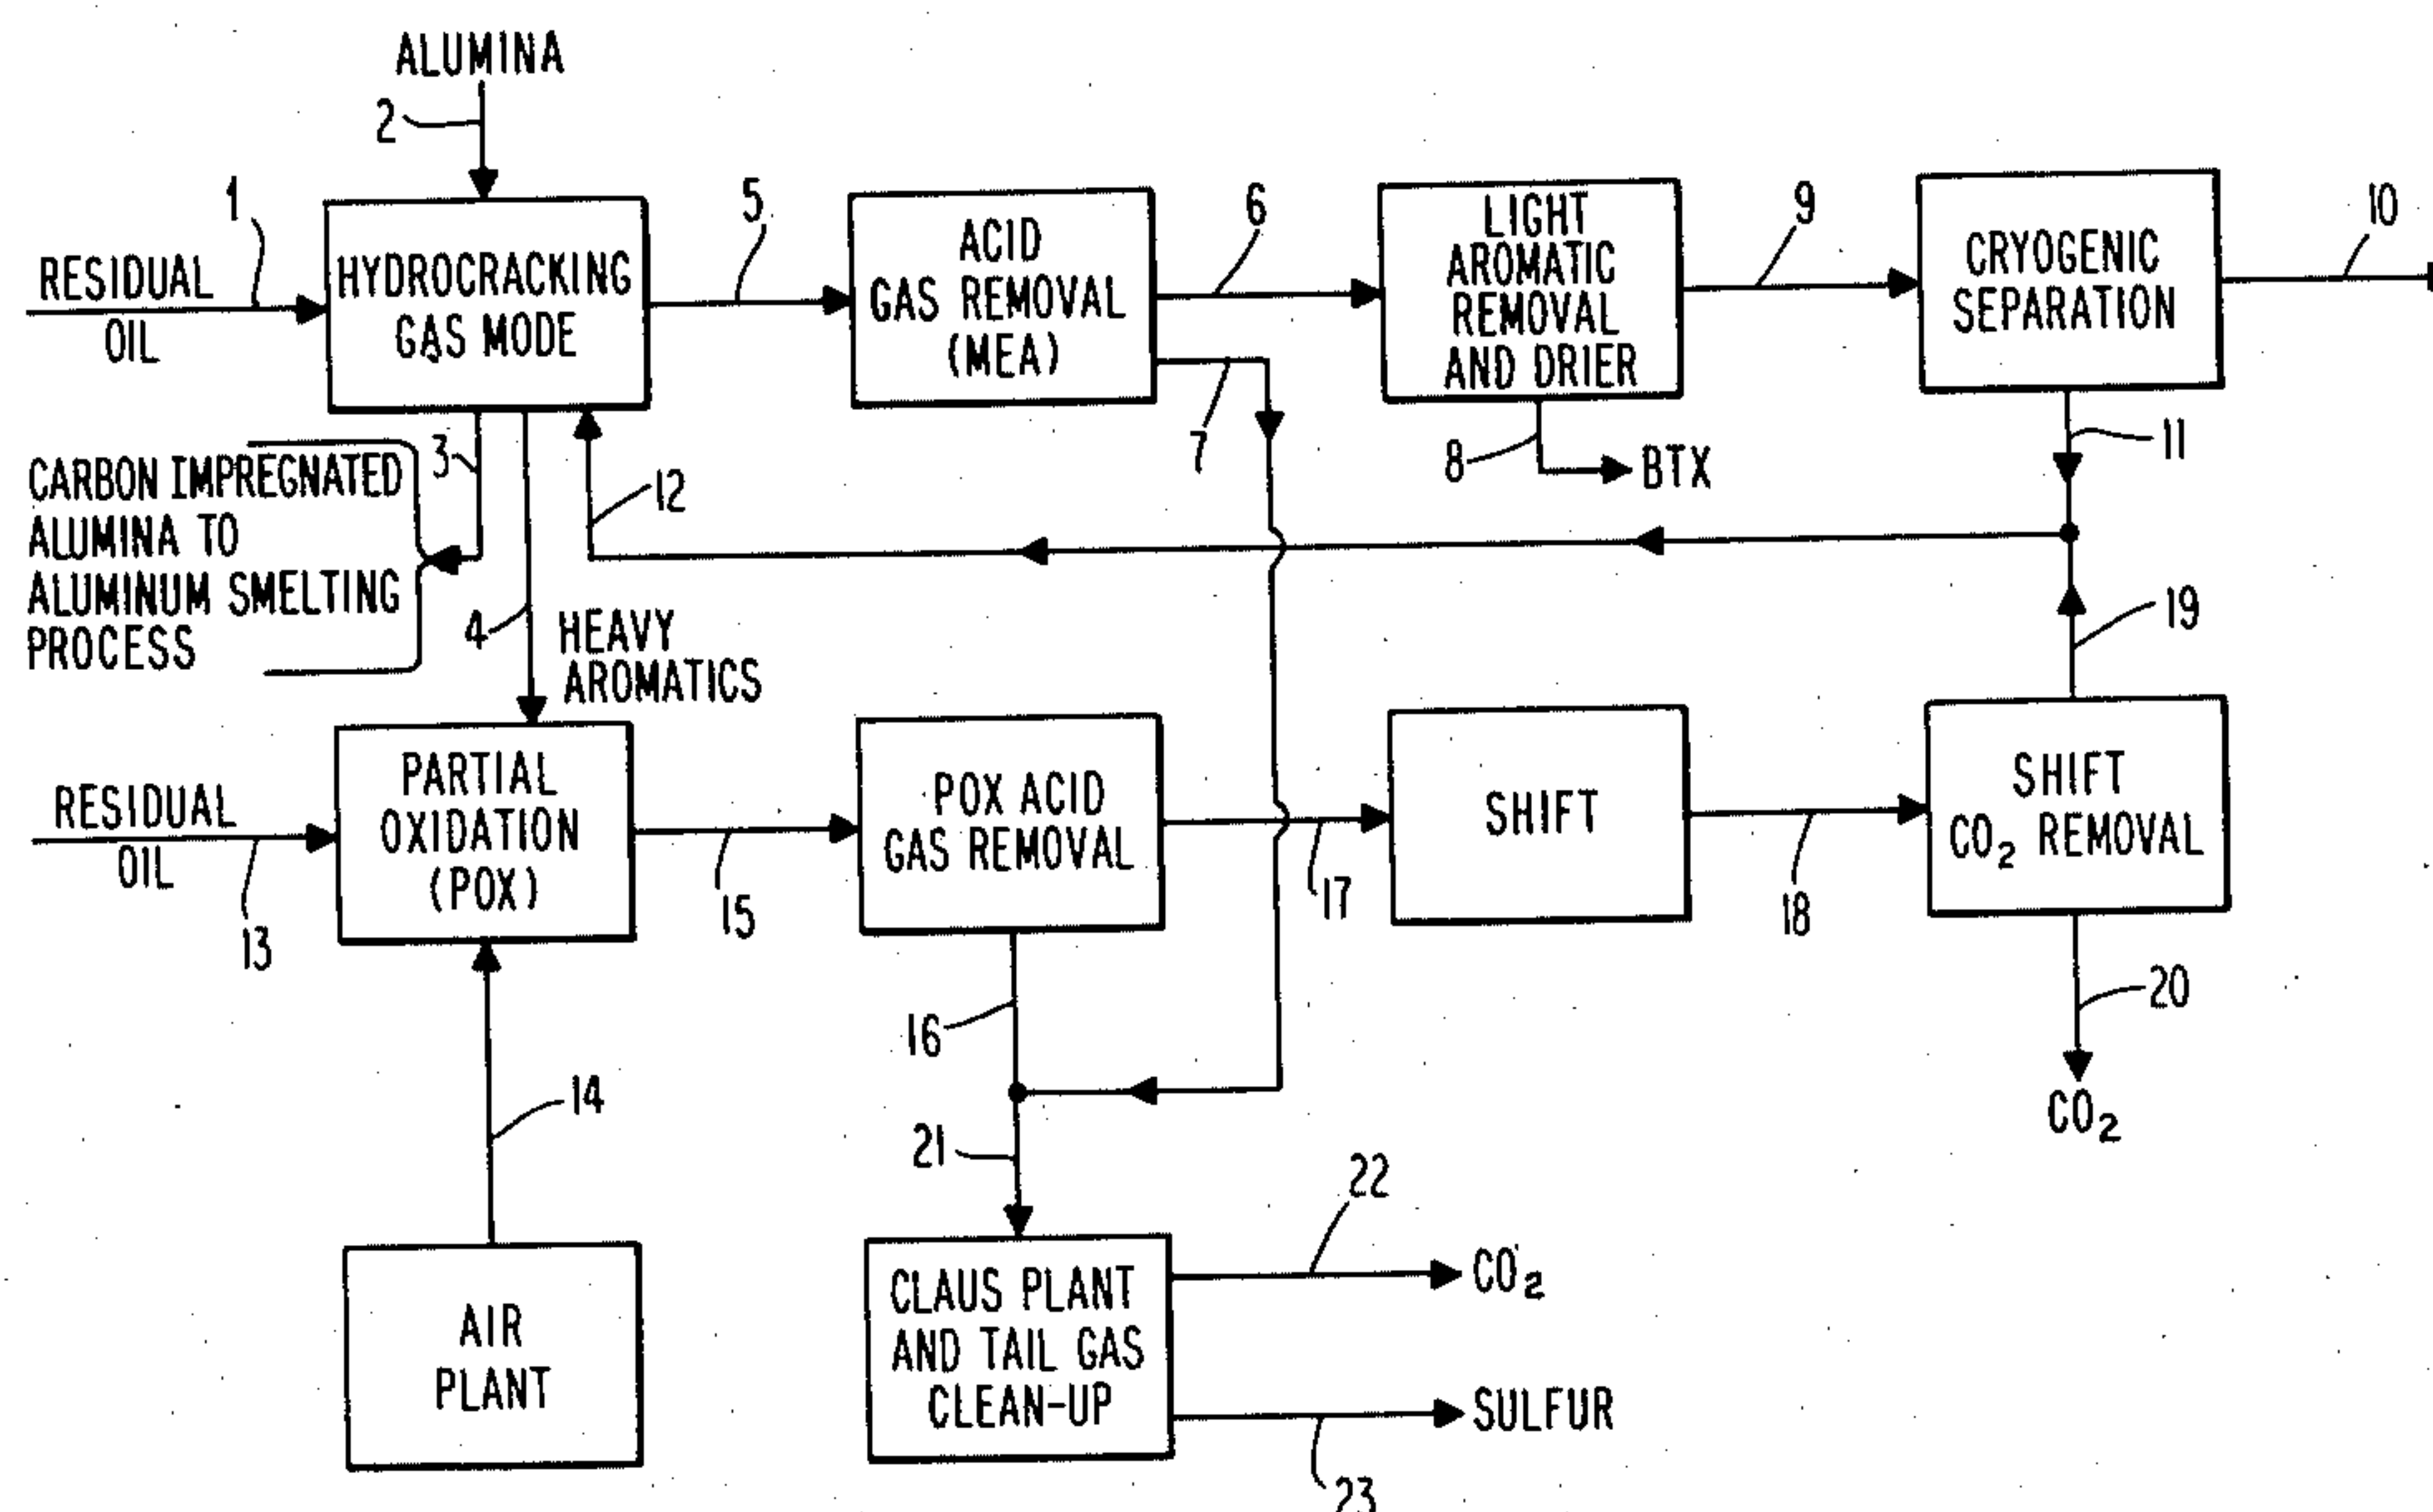 ALUMINA
2
1
RESIDUAL
OIL
HYDROCRACKING
GAS MODE
5
ACID
GAS REMOVAL
(MEA)
6
7
LIGHT
AROMATIC
REMOVAL
AND DRIER
8
BTX
9
CRYOGENIC
SEPARATION
10
11
3
CARBON IMPREGNATED
ALUMINA TO
ALUMINUM SMELTING
PROCESS
12
4
HEAVY
AROMATICS
19
RESIDUAL
OIL
13
PARTIAL
OXIDATION
(POX)
15
POX ACID
GAS REMOVAL
17
SHIFT
18
SHIFT
CO2 REMOVAL
20
CO2
16
14
21
AIR
PLANT
CLAUS PLANT
AND TAIL GAS
CLEAN-UP
22
CO2
SULFUR
23